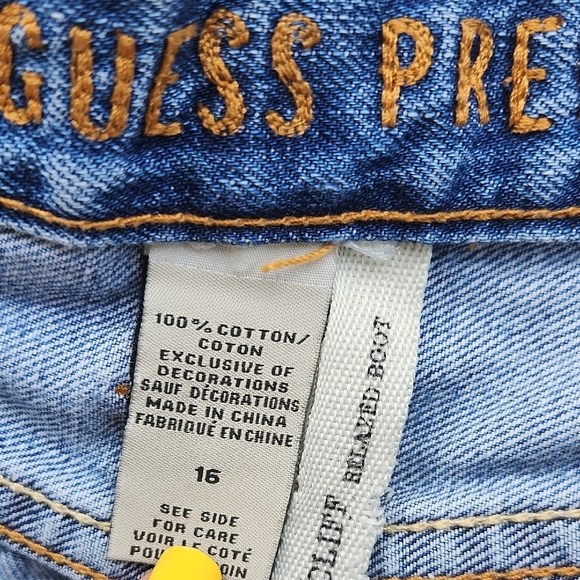 GUESS PRE
100% COTTON/
COTON
EXCLUSIVE OF
DECORATIONS
SAUF DÉCORATIONS
MADE IN CHINA
FABRIQUÉ EN CHINE
16
SEE SIDE
FOR CARE
VOIR LE COTÉ
CLIFF RELAXED BOOT